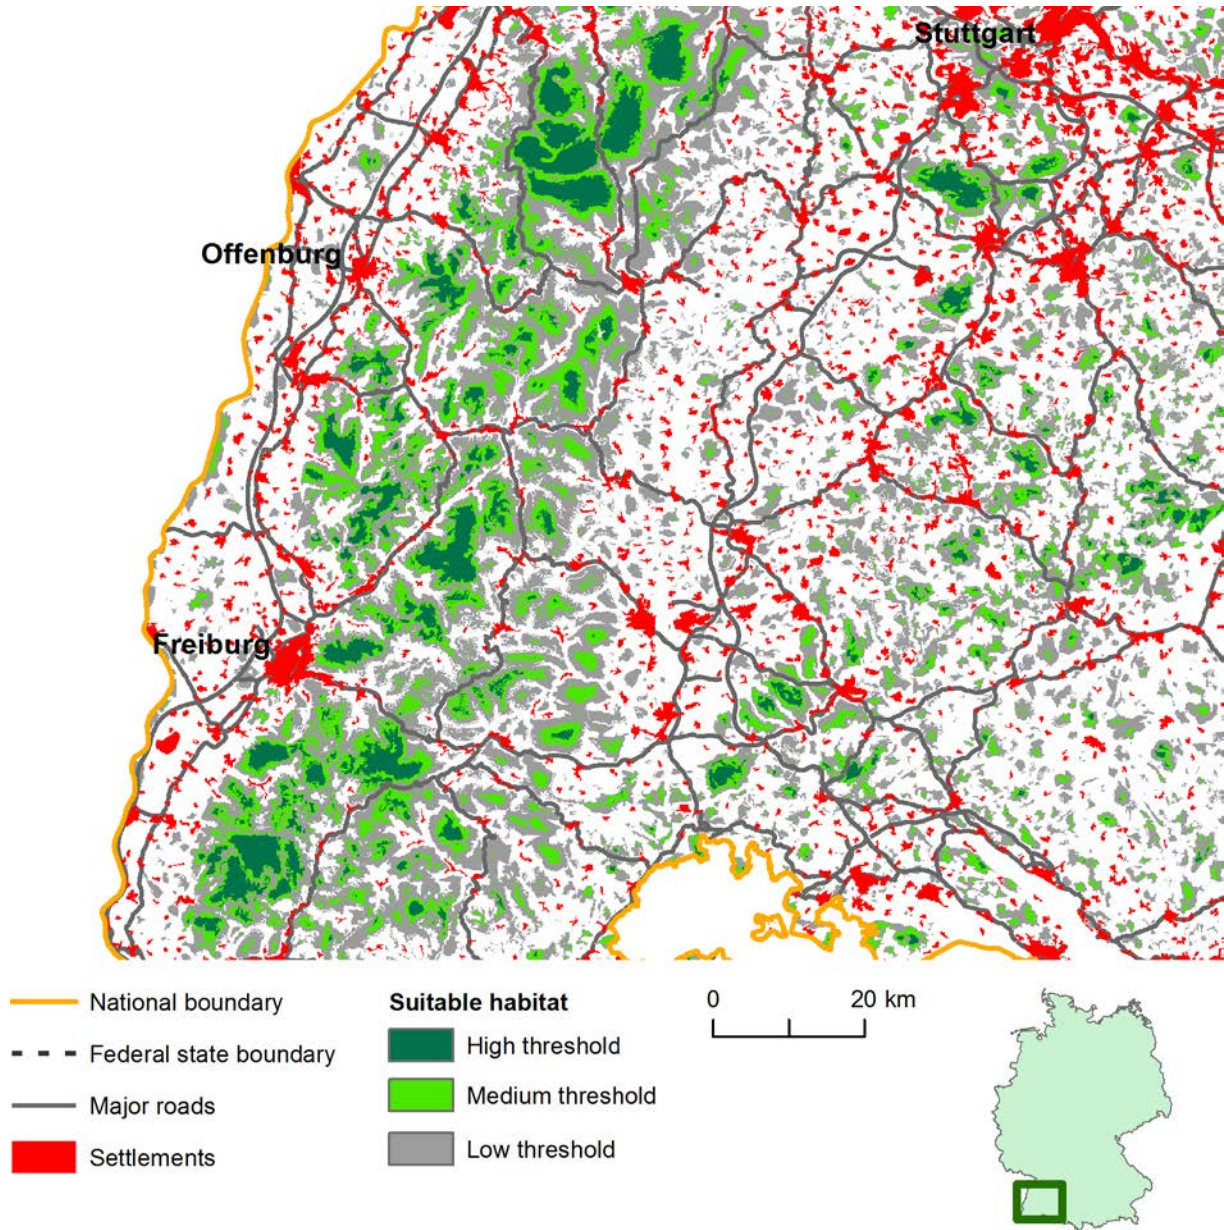 Stuttgart
Offenburg
Freiburg
National boundary
Federal state boundary
Major roads
Settlements
Suitable habitat
High threshold
Medium threshold
Low threshold
0 20 km